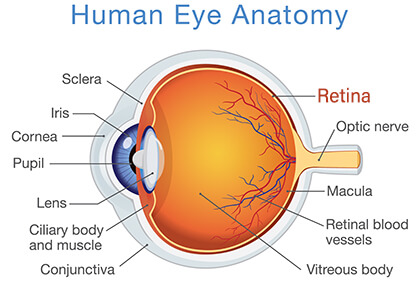 Human Eye Anatomy
Sclera
Iris
Cornea
Pupil
Lens
Ciliary body
and muscle
Conjunctiva
Retina
Optic nerve
Macula
Retinal blood
vessels
Vitreous body